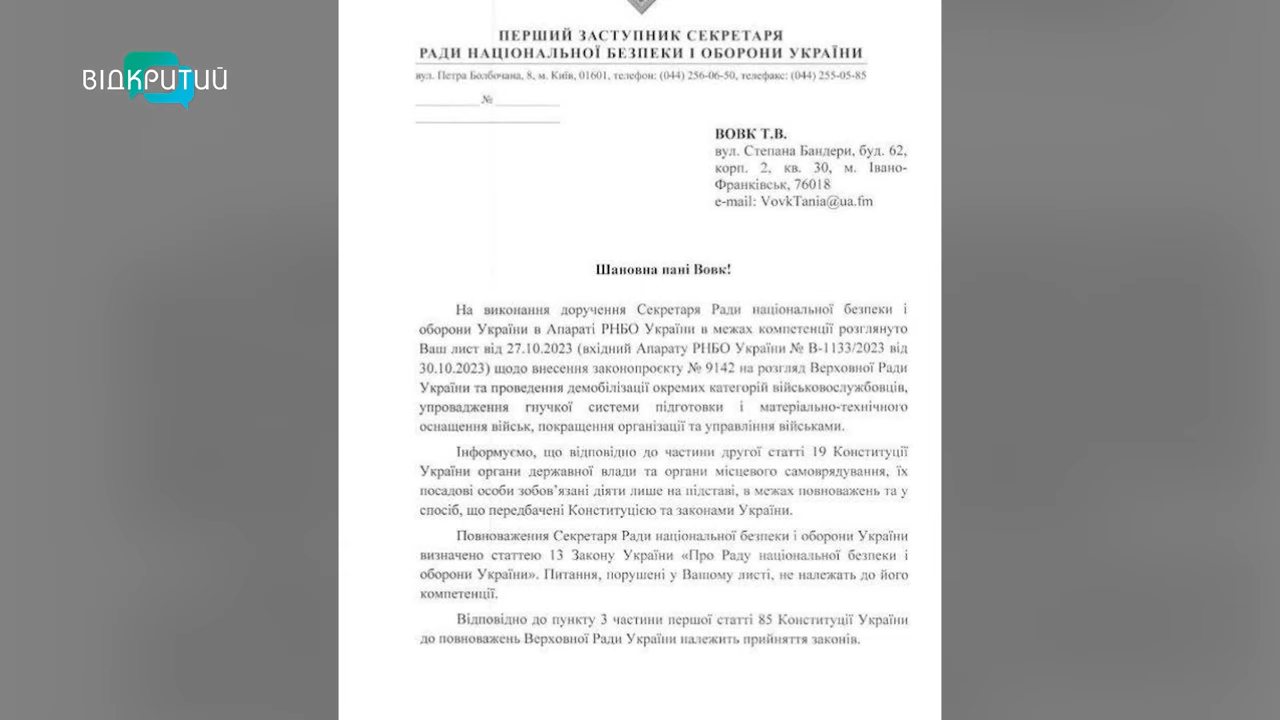 ВІДКРИТИЙ
ПЕРШИЙ ЗАСТУПНИК СЕКРЕТАРЯ
РАДИ НАЦІОНАЛЬНОЇ БЕЗПЕКИ І ОБОРОНИ УКРАЇНИ
вул. Петра Болбочана, 8, м. Київ, 01601, телефон: (044) 256-06-50, телефакс: (044) 255-05-85
__________ № __________
ВОВК Т.В.
вул. Степана Бандери, буд. 62,
корп. 2, кв. 30, м. Івано-
Франківськ, 76018
e-mail: VovkTania@ua.fm
Шановна пані Вовк!
На виконання доручення Секретаря Ради національної безпеки і
оборони України в Апараті РНБО України в межах компетенції розглянуто
Ваш лист від 27.10.2023 (вхідний Апарату РНБО України № В-1133/2023 від
30.10.2023) щодо внесення законопроєкту № 9142 на розгляд Верховної Ради
України та проведення демобілізації окремих категорій військовослужбовців,
упровадження гнучкої системи підготовки і матеріально-технічного
оснащення військ, покращення організації та управління військами.
Інформуємо, що відповідно до частини другої статті 19 Конституції
України органи державної влади та органи місцевого самоврядування, їх
посадові особи зобов’язані діяти лише на підставі, в межах повноважень та у
спосіб, що передбачені Конституцією та законами України.
Повноваження Секретаря Ради національної безпеки і оборони України
визначено статтею 13 Закону України «Про Раду національної безпеки і
оборони України». Питання, порушені у Вашому листі, не належать до його
компетенції.
Відповідно до пункту 3 частини першої статті 85 Конституції України
до повноважень Верховної Ради України належить прийняття законів.